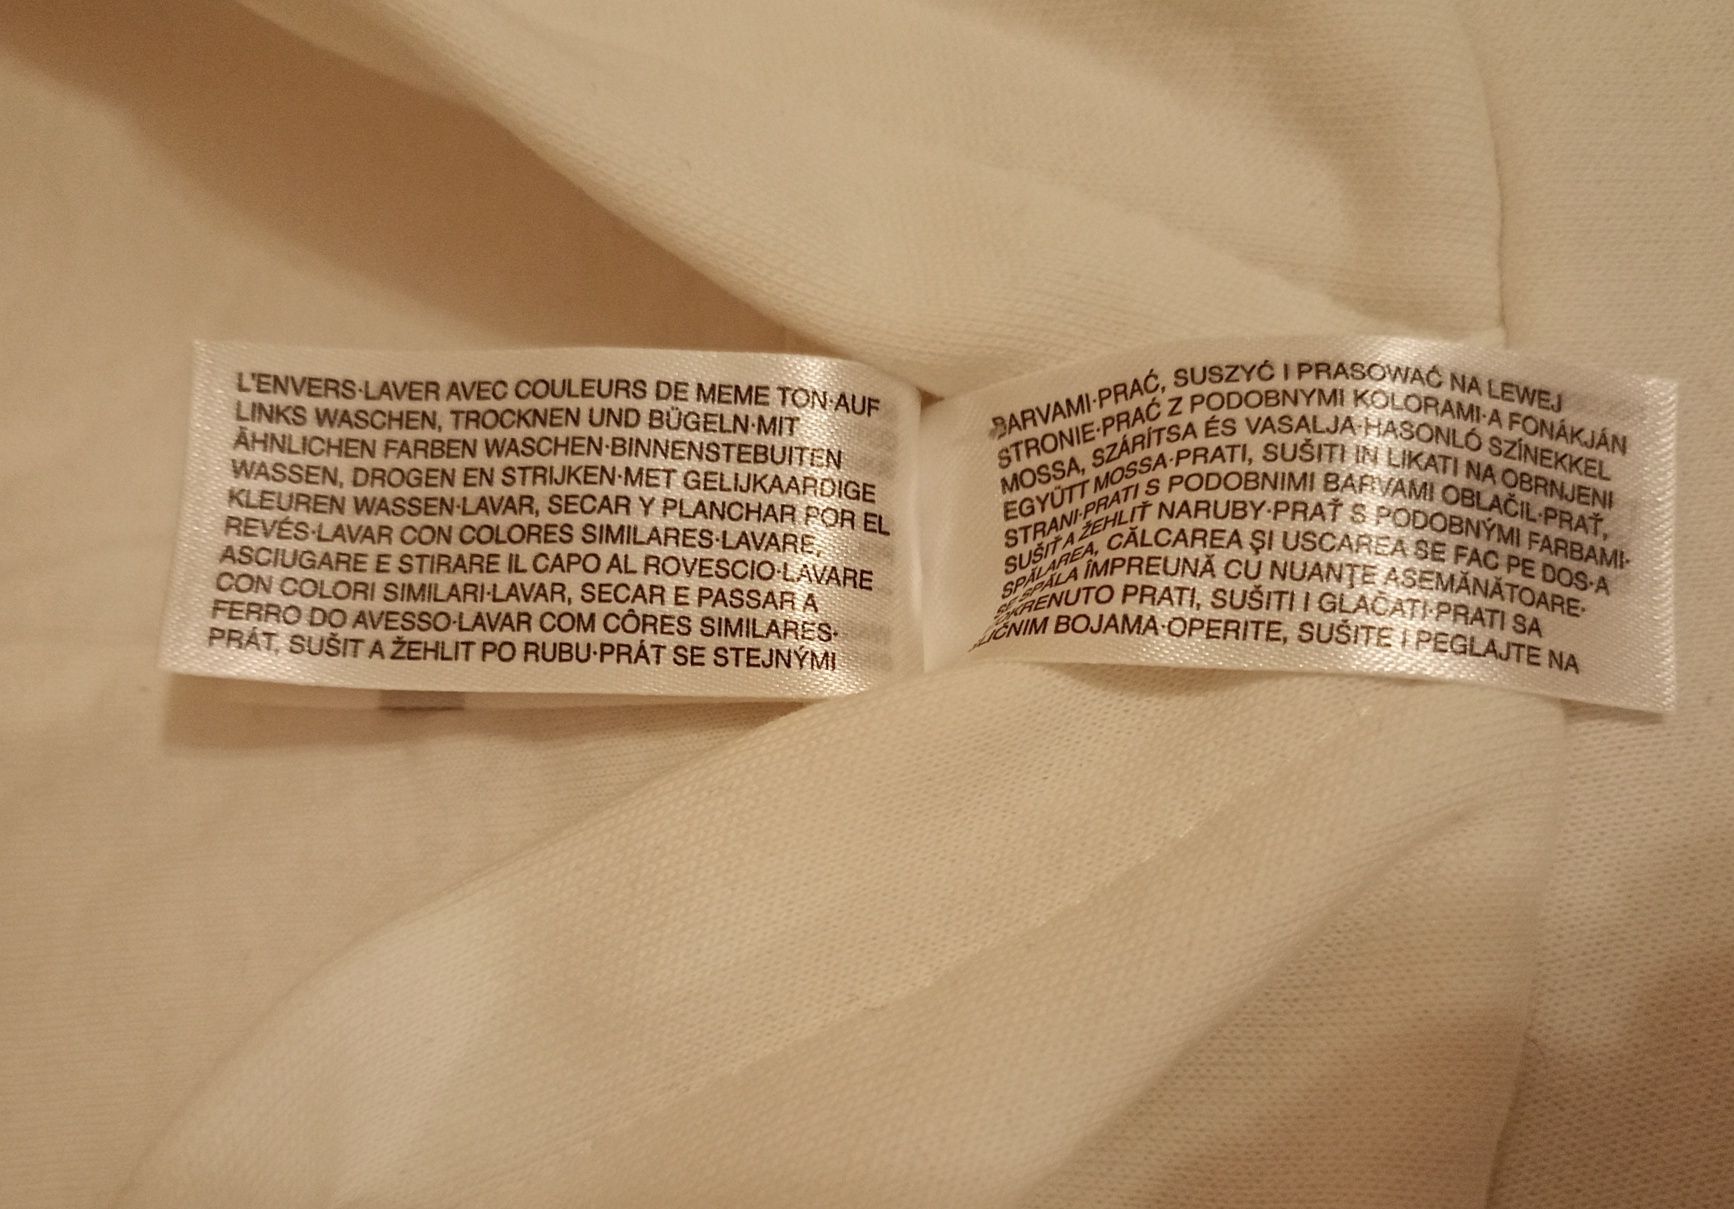 L'ENVERS·LAVER AVEC COULEURS DE MEME TON·AUF
LINKS WASCHEN, TROCKNEN UND BÜGELN·MIT
ÄHNLICHEN FARBEN WASCHEN·BINNENSTEBUITEN
WASSEN, DROGEN EN STRIJKEN·MET GELIJKAARDIGE
KLEUREN WASSEN·LAVAR, SECAR Y PLANCHAR POR EL
REVÉS·LAVAR CON COLORES SIMILARES·LAVARE,
ASCIUGARE E STIRARE IL CAPO AL ROVESCIO·LAVARE
CON COLORI SIMILARI·LAVAR, SECAR E PASSAR A
FERRO DO AVESSO·LAVAR COM CÔRES SIMILARES·
PRÁT, SUŠIT A ŽEHLIT PO RUBU·PRÁT SE STEJNÝMI
BARVAMI·PRAĆ, SUSZYĆ I PRASOWAĆ NA LEWEJ
STRONIE·PRAĆ Z PODOBNYMI KOLORAMI·A FONÁKJÁN
MOSSA, SZÁRÍTSA ÉS VASALJA·HASONLÓ SZÍNEKKEL
EGYÜTT MOSSA·PRATI, SUŠITI IN LIKATI NA OBRNJENI
STRANI·PRATI S PODOBNIMI BARVAMI OBLAČIL·PRAŤ,
SUŠIŤ A ŽEHLIŤ NARUBY·PRAŤ S PODOBNÝMI FARBAMI·
SPĂLAREA, CĂLCAREA ŞI USCAREA SE FAC PE DOS·A
SE SPĂLA ÎMPREUNĂ CU NUANŢE ASEMĂNĂTOARE·
IZKRENUTO PRATI, SUŠITI I GLAČATI·PRATI SA
BOJAMA·OPERITE, SUŠITE I PEGLAJTE NA